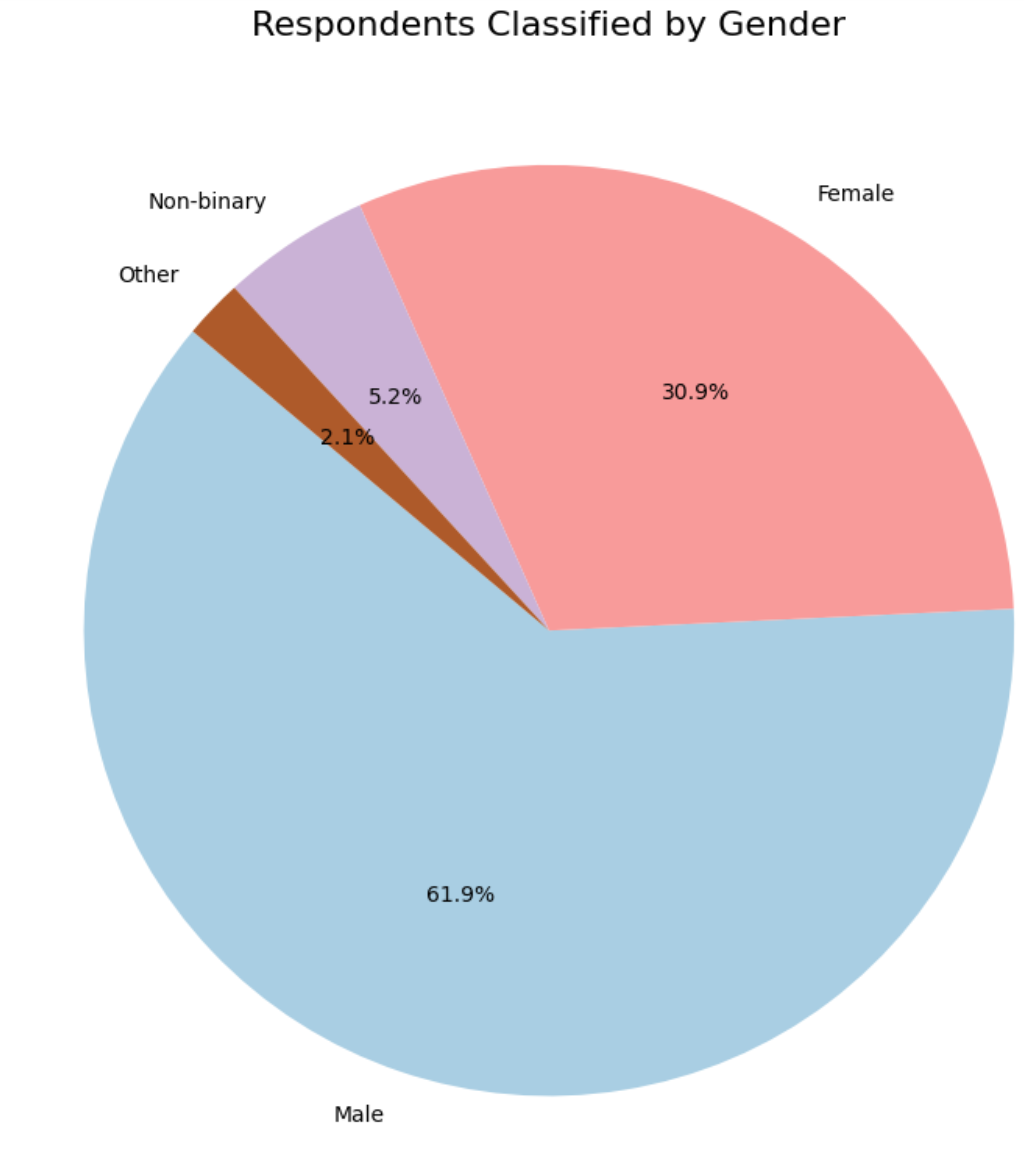 Respondents Classified by Gender
Female
Non-binary
Other
30.9%
5.2%
2.1%
61.9%
Male